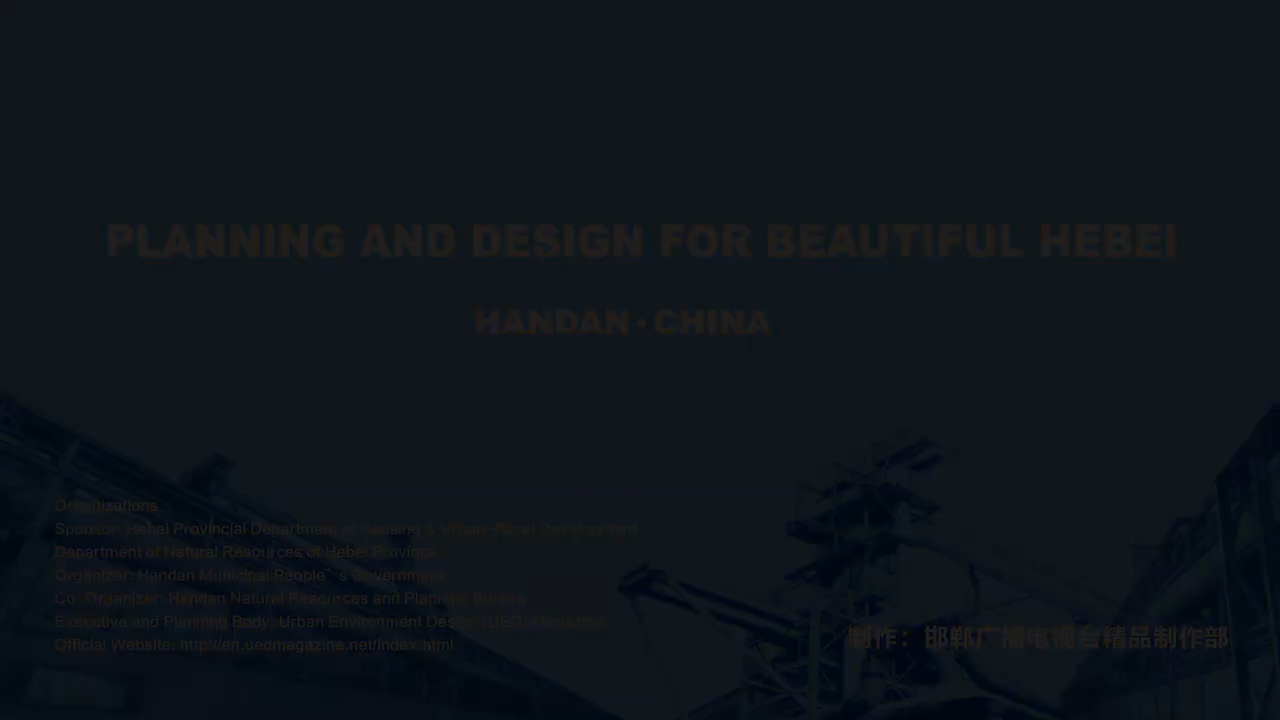 PLANNING AND DESIGN FOR BEAUTIFUL HEBEI
HANDAN·CHINA
Organizations
Sponsor: Hebei Provincial Department of Housing & Urban-Rural Development
Department of Natural Resources of Hebei Province
Organizer: Handan Municipal People`s Government
Co-Organizer: Handan Natural Resources and Planning Bureau
Executive and Planning Body: Urban Environment Design (UED) Magazine
Official Website: http://en.uedmagazine.net/index.html
制作：邯郸广播电视台精品制作部